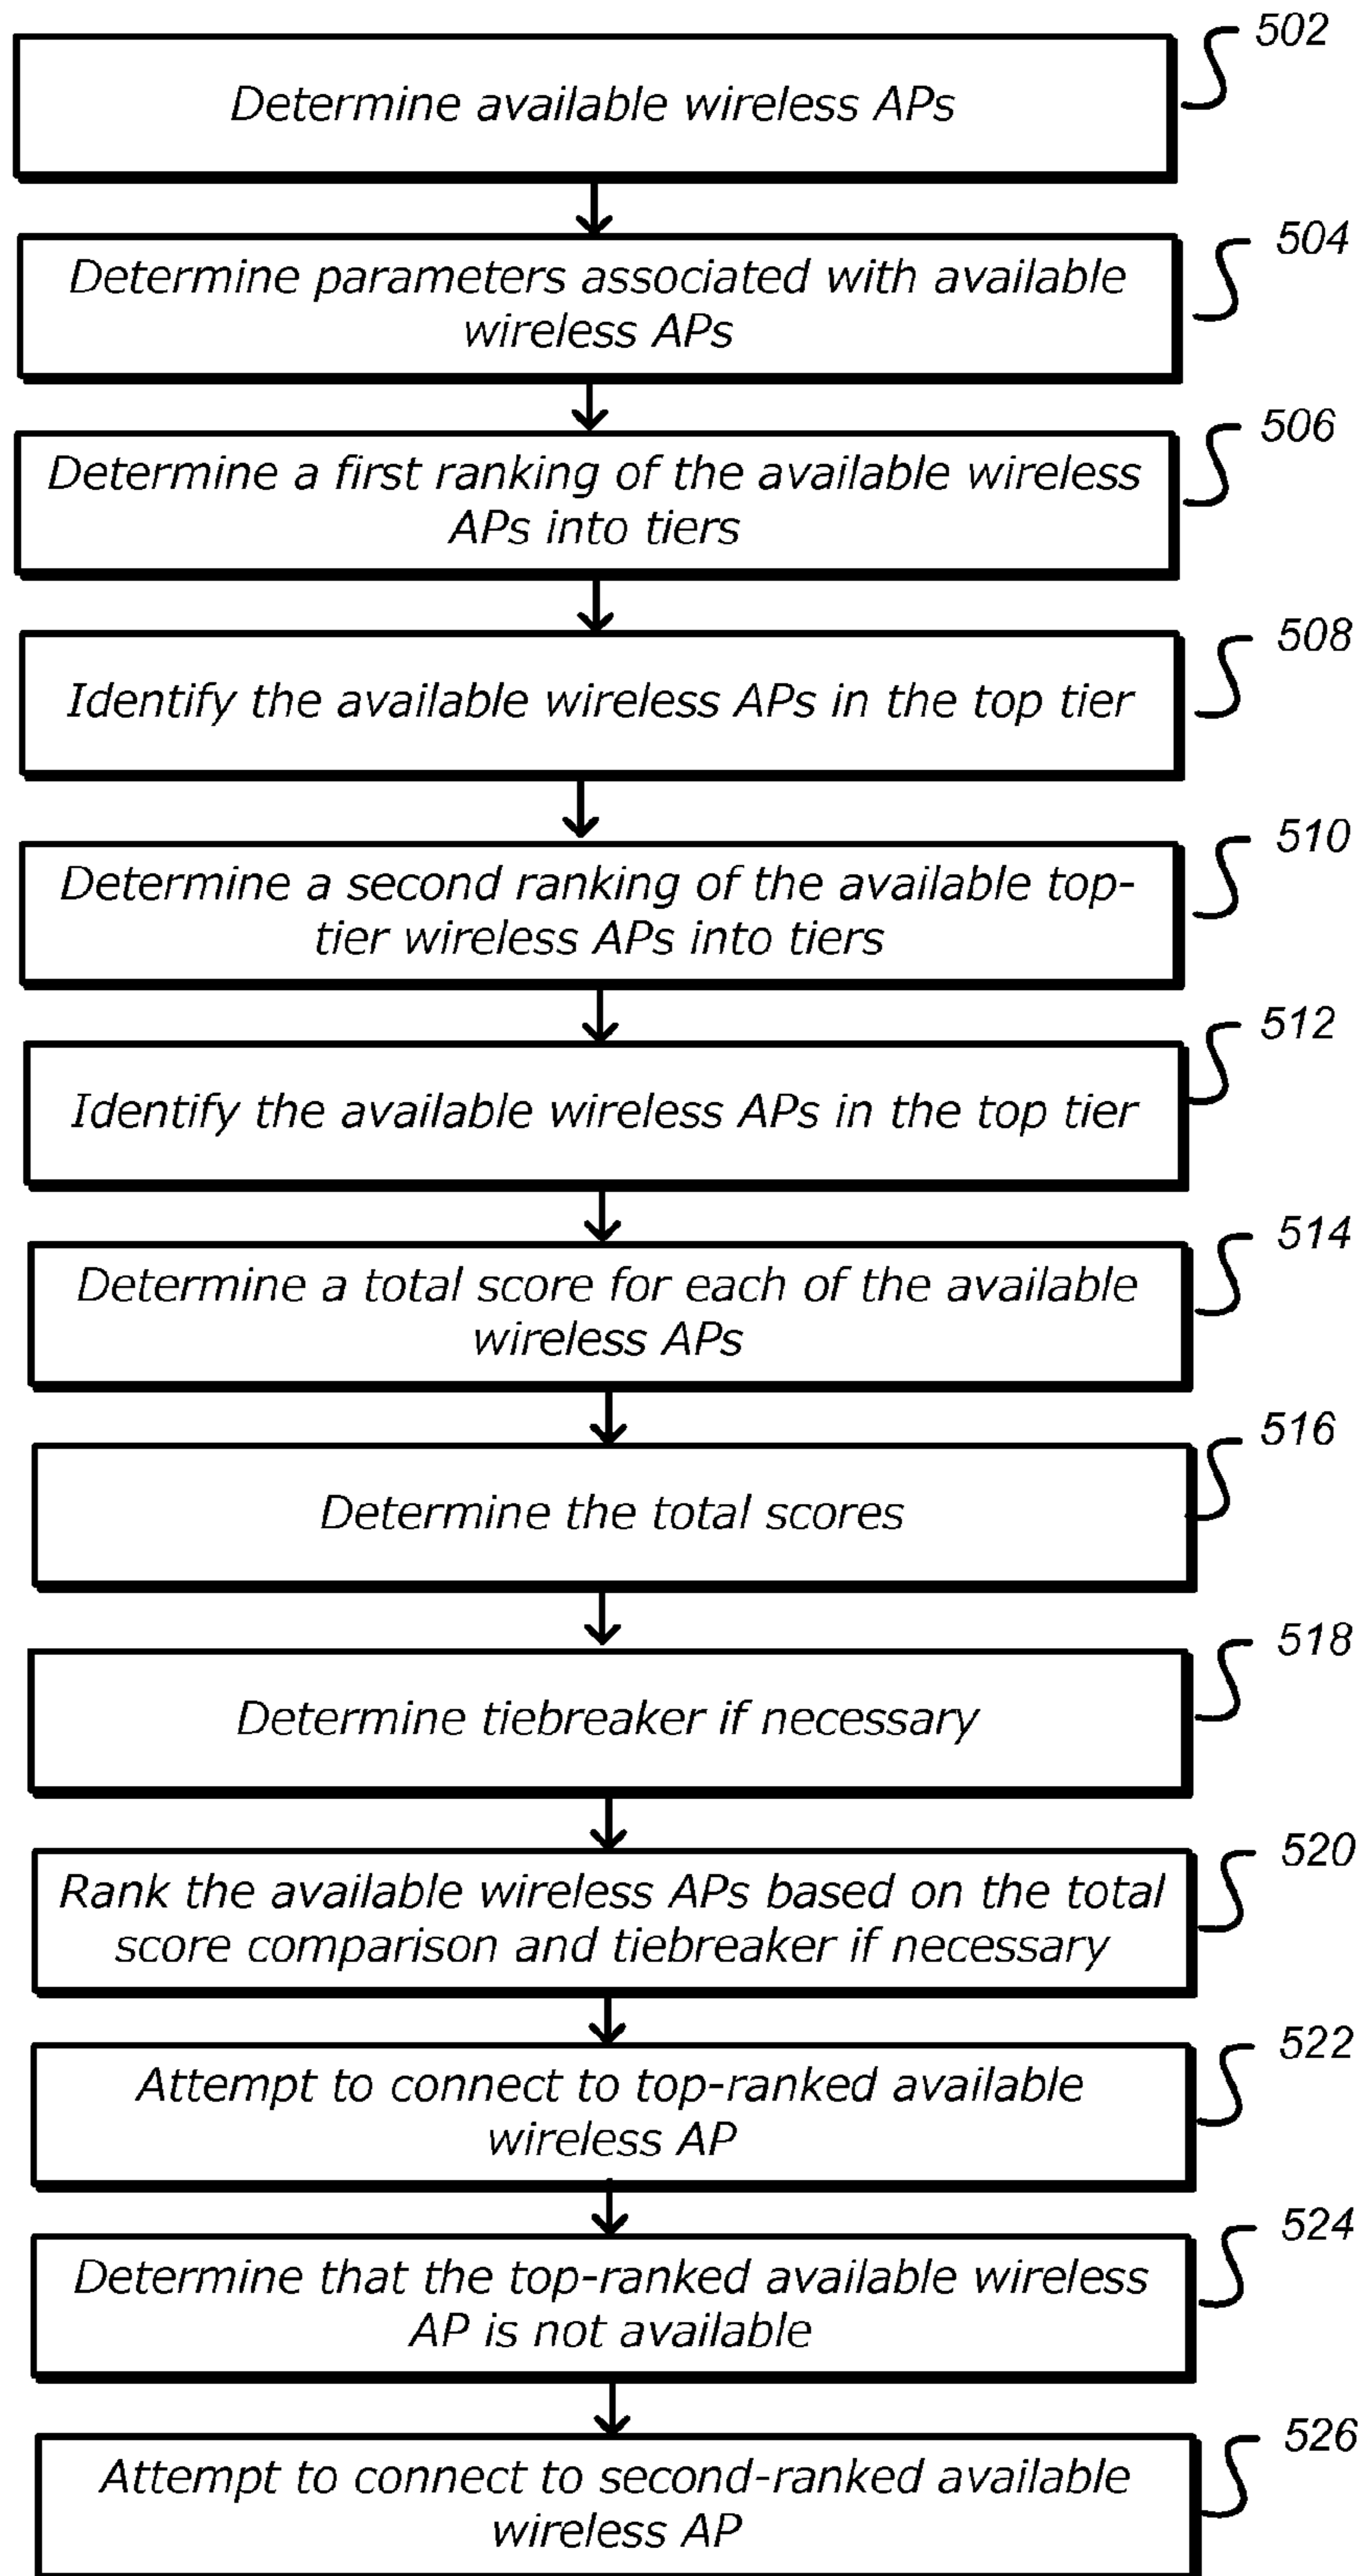 502
Determine available wireless APs
504
Determine parameters associated with available
wireless APs
506
Determine a first ranking of the available wireless
APs into tiers
508
Identify the available wireless APs in the top tier
510
Determine a second ranking of the available top-
tier wireless APs into tiers
512
Identify the available wireless APs in the top tier
514
Determine a total score for each of the available
wireless APs
516
Determine the total scores
518
Determine tiebreaker if necessary
520
Rank the available wireless APs based on the total
score comparison and tiebreaker if necessary
522
Attempt to connect to top-ranked available
wireless AP
524
Determine that the top-ranked available wireless
AP is not available
526
Attempt to connect to second-ranked available
wireless AP